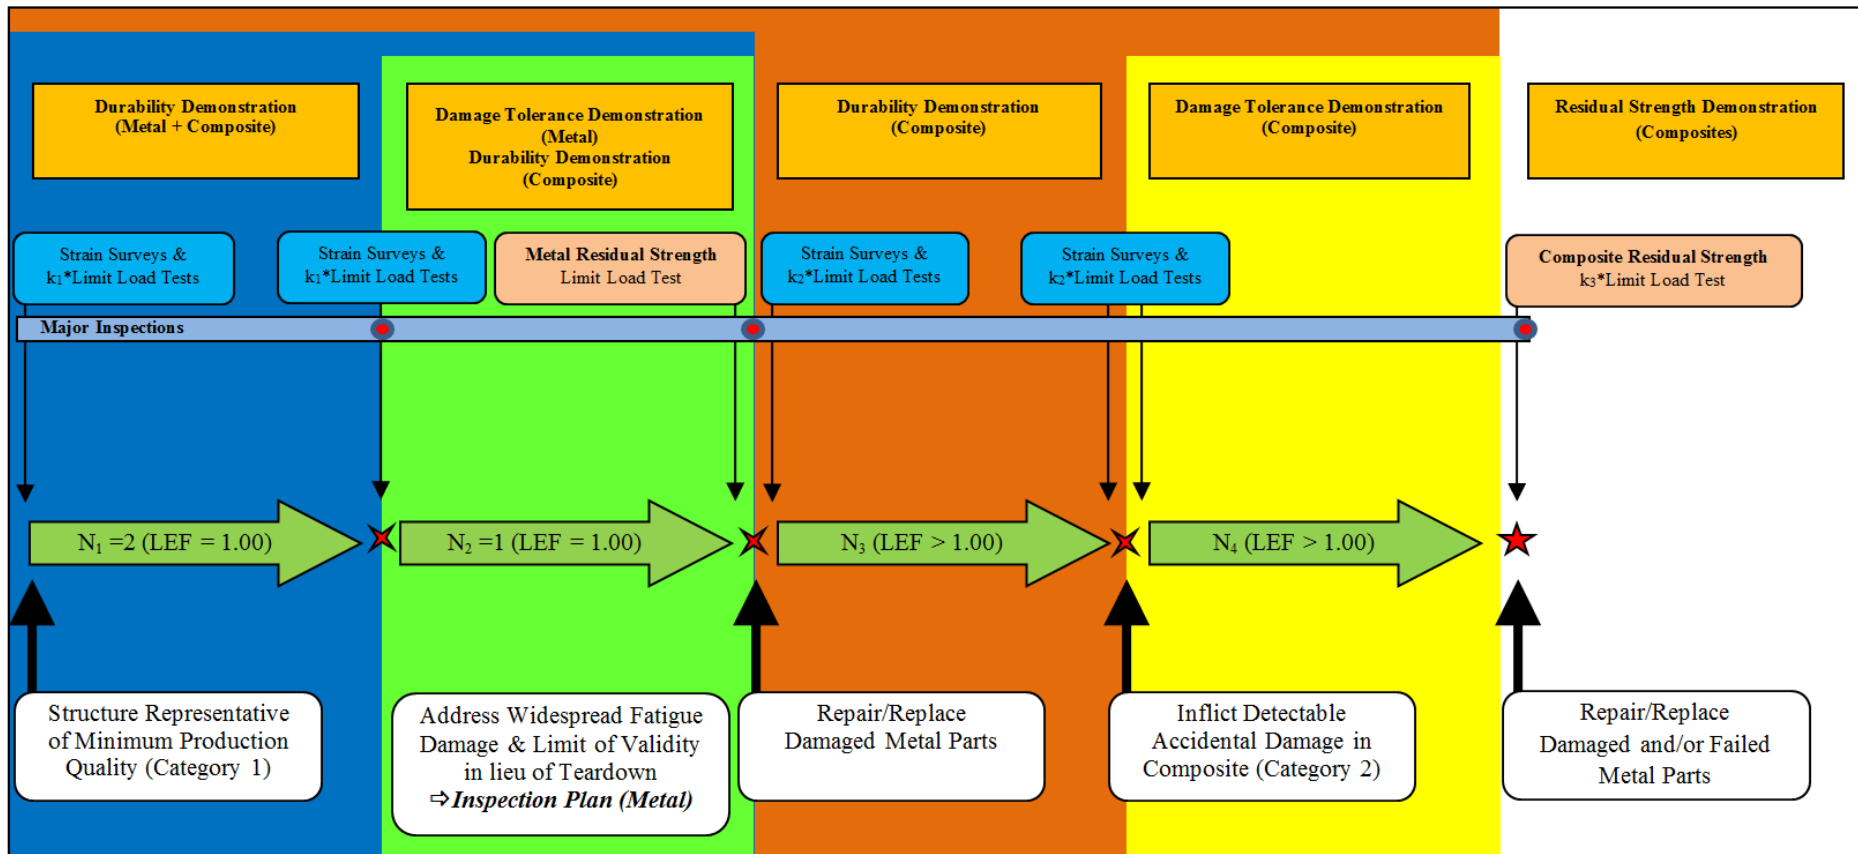 Durability Demonstration
(Metal + Composite)
Damage Tolerance Demonstration
(Metal)
Durability Demonstration
(Composite)
Durability Demonstration
(Composite)
Damage Tolerance Demonstration
(Composite)
Residual Strength Demonstration
(Composites)
Strain Surveys &
k₁*Limit Load Tests
Strain Surveys &
k₁*Limit Load Tests
Metal Residual Strength
Limit Load Test
Strain Surveys &
k₂*Limit Load Tests
Strain Surveys &
k₂*Limit Load Tests
Composite Residual Strength
k₃*Limit Load Test
Major Inspections
N₁ =2 (LEF = 1.00)
N₂ =1 (LEF = 1.00)
N₃ (LEF > 1.00)
N₄ (LEF > 1.00)
Structure Representative
of Minimum Production
Quality (Category 1)
Address Widespread Fatigue
Damage & Limit of Validity
in lieu of Teardown
⇨Inspection Plan (Metal)
Repair/Replace
Damaged Metal Parts
Inflict Detectable
Accidental Damage in
Composite (Category 2)
Repair/Replace
Damaged and/or Failed
Metal Parts